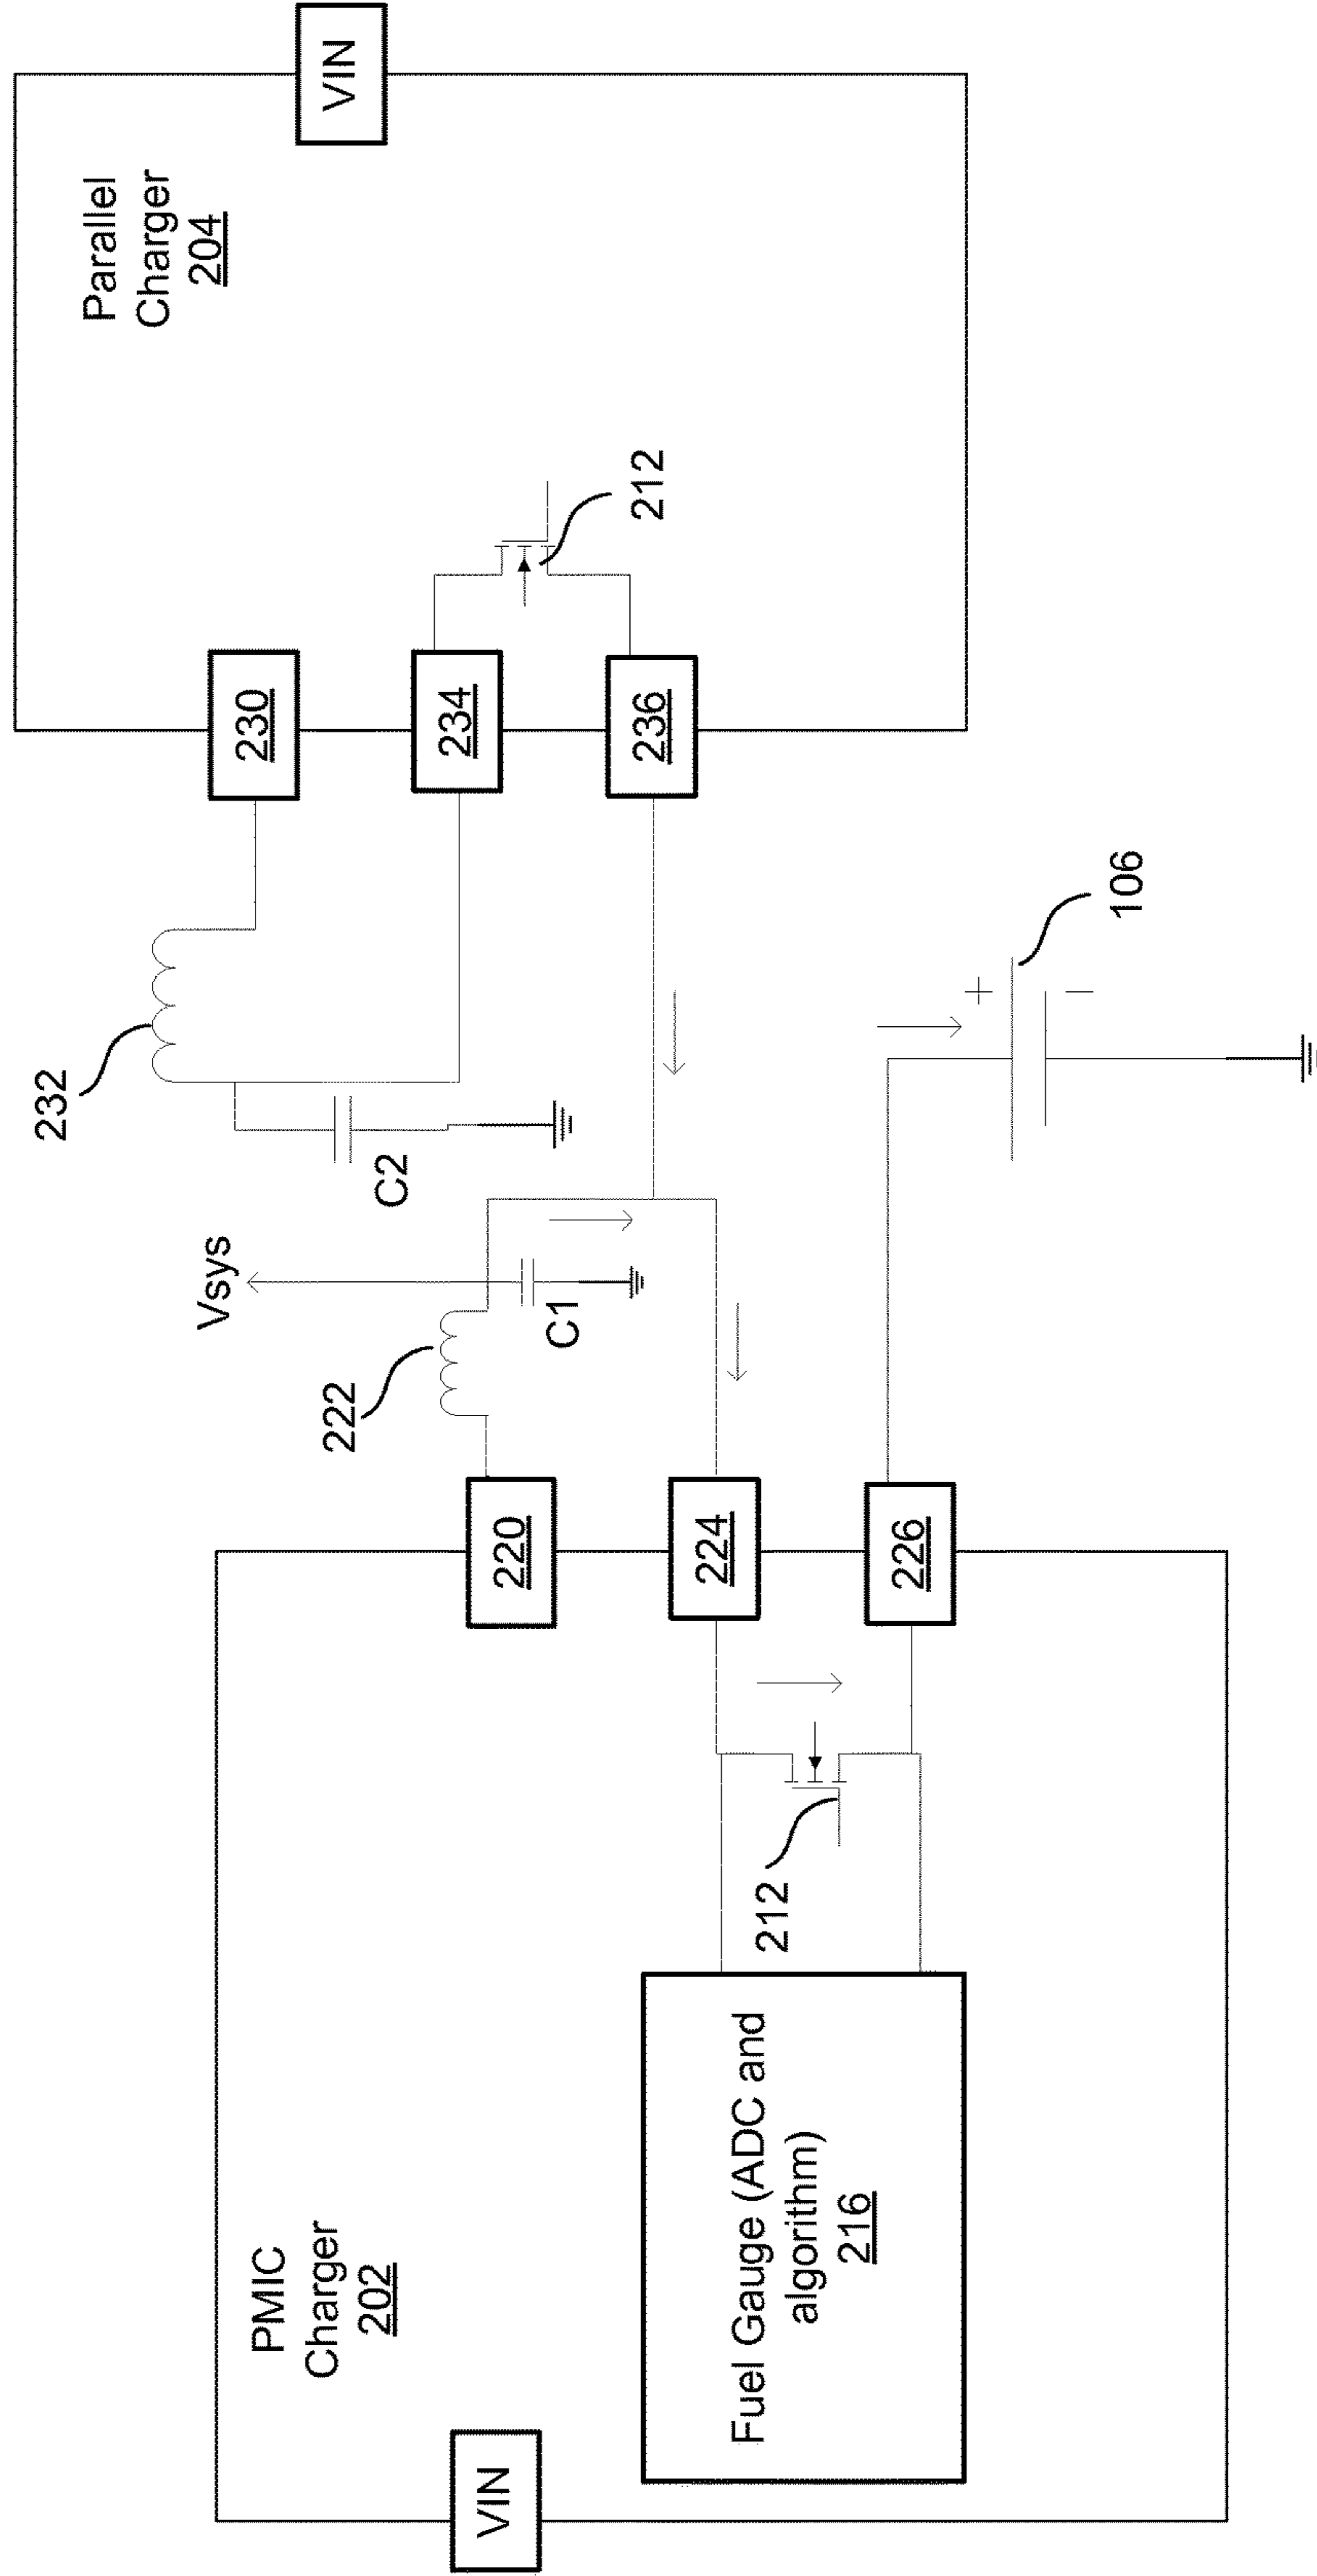 PMIC
Charger
202
VIN
Fuel Gauge (ADC and
algorithm)
216
212
220
224
226
222
Vsys
C1
C2
232
106
+
−
230
234
236
212
Parallel
Charger
204
VIN